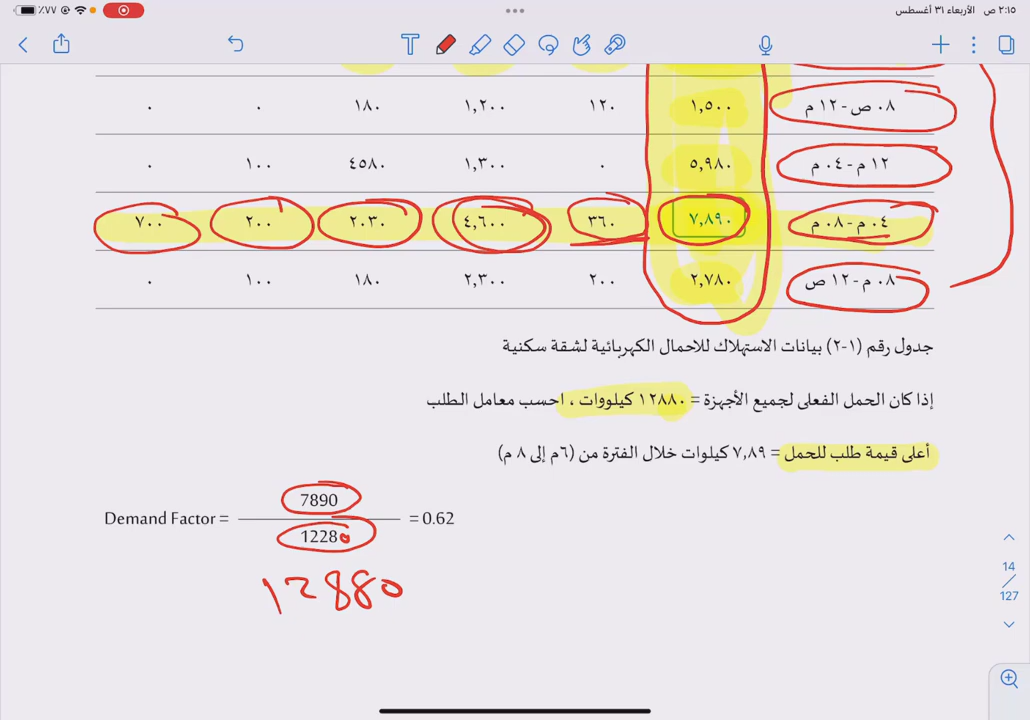 ٢:١٥ ص الأربعاء ٣١ أغسطس
٪٧٧
٠٨ ص - ١٢ م ١,٥٠٠ ١٢٠ ١,٢٠٠ ١٨٠ ٠ ٠
١٢ م - ٠٤ م ٥,٩٨٠ ٠ ١,٣٠٠ ٤٥٨٠ ١٠٠ ٠
٠٤ م - ٠٨ م ٧,٨٩٠ ٣٦٠ ٤,٦٠٠ ٢٠٣٠ ٢٠٠ ٧٠٠
٠٨ م - ١٢ ص ٢,٧٨٠ ٢٠٠ ٢,٣٠٠ ١٨٠ ١٠٠ ٠
جدول رقم (١-٢) بيانات الاستهلاك للاحمال الكهربائية لشقة سكنية
إذا كان الحمل الفعلى لجميع الأجهزة = ١٢٨٨٠ كيلووات ، احسب معامل الطلب
أعلى قيمة طلب للحمل = ٧,٨٩ كيلوات خلال الفترة من (٦م إلى ٨ م)
7890
Demand Factor = = 0.62
12280
12880
14
127